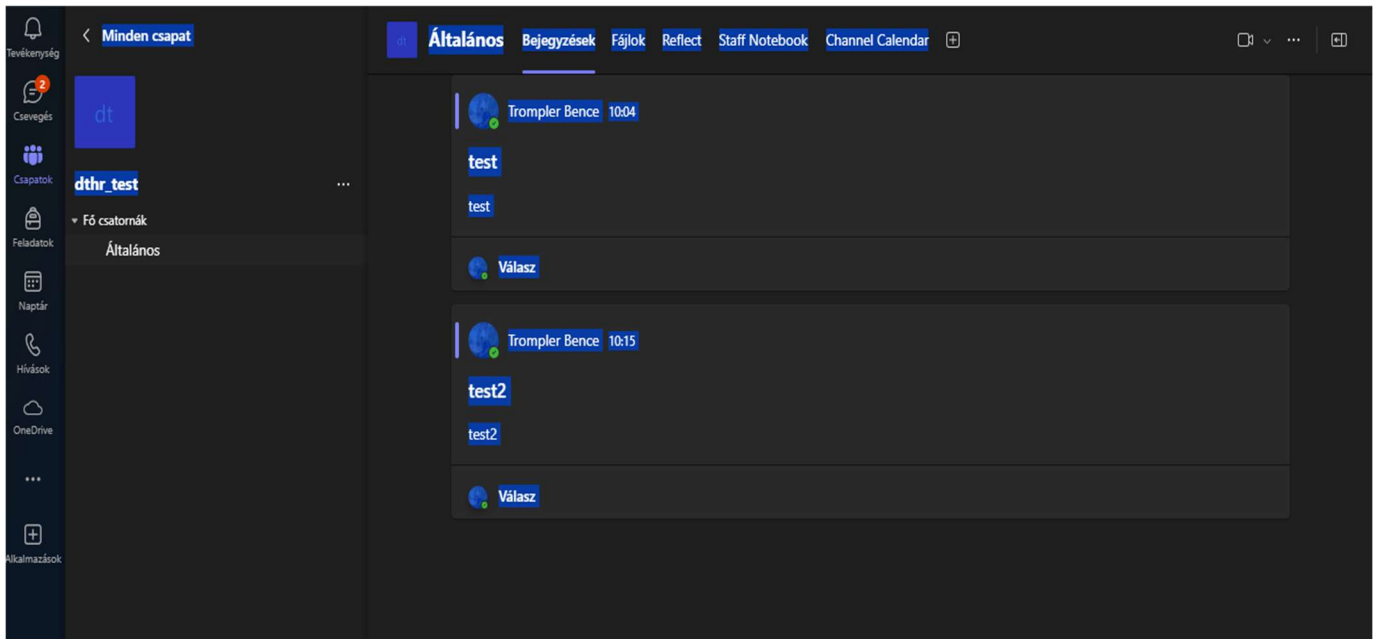 Tevékenység
2
Csevegés
Csapatok
Feladatok
Naptár
Hívások
OneDrive
Alkalmazások
Minden csapat
dt
dthr_test
Fő csatornák
Általános
dt Általános Bejegyzések Fájlok Reflect Staff Notebook Channel Calendar
Trompler Bence 10:04
test
test
Válasz
Trompler Bence 10:15
test2
test2
Válasz